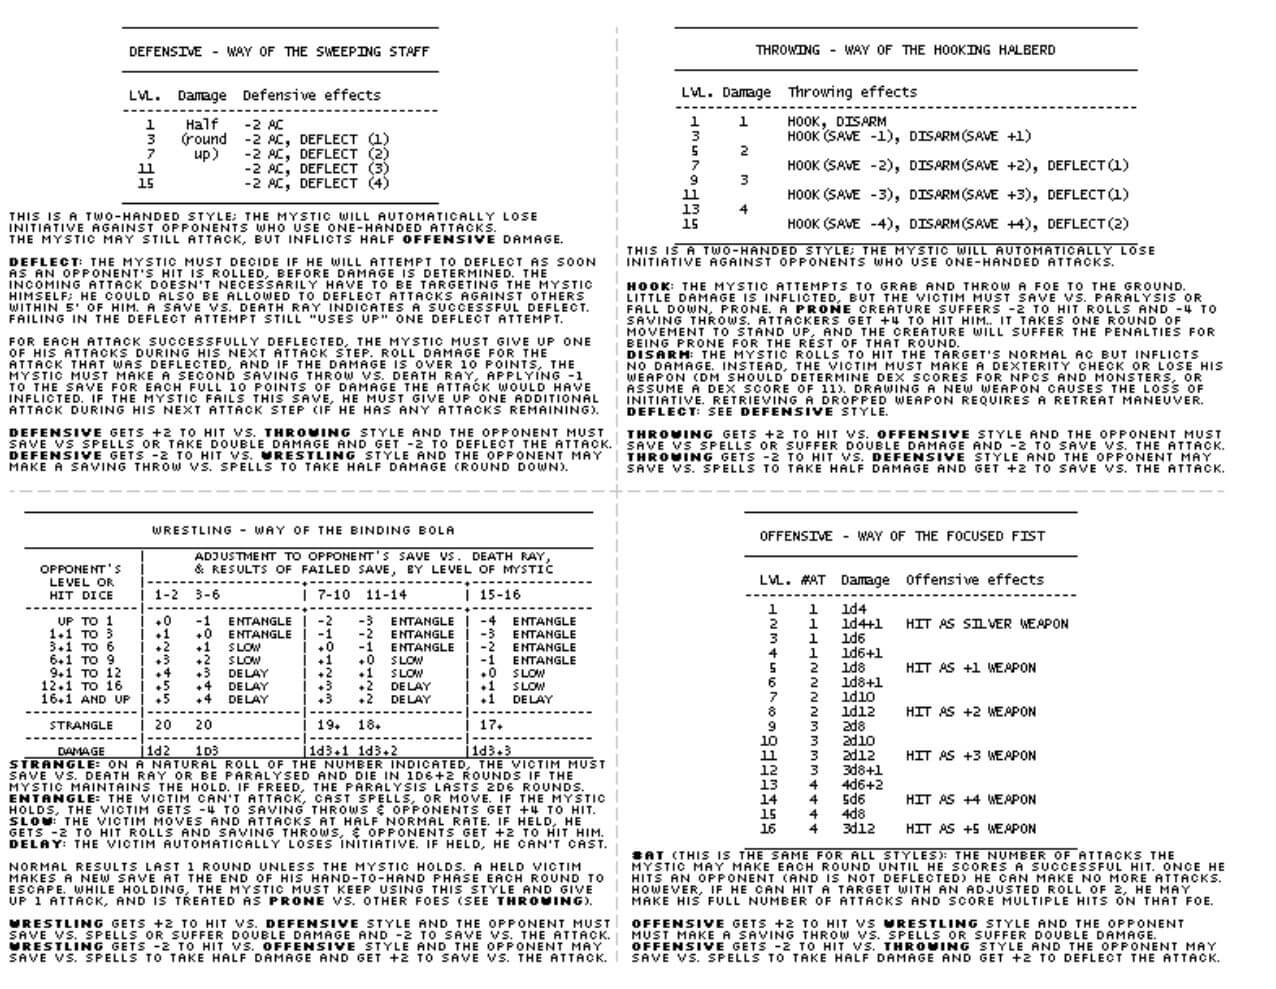 DEFENSIVE - WAY OF THE SWEEPING STAFF
LVL. Damage Defensive effects
1 Half -2 AC
3 (round -2 AC, DEFLECT (1)
7 up) -2 AC, DEFLECT (2)
11 -2 AC, DEFLECT (3)
15 -2 AC, DEFLECT (4)
THIS IS A TWO-HANDED STYLE; THE MYSTIC WILL AUTOMATICALLY LOSE
INITIATIVE AGAINST OPPONENTS WHO USE ONE-HANDED ATTACKS.
THE MYSTIC MAY STILL ATTACK, BUT INFLICTS HALF OFFENSIVE DAMAGE.
DEFLECT: THE MYSTIC MUST DECIDE IF HE WILL ATTEMPT TO DEFLECT AS SOON
AS AN OPPONENT'S HIT IS ROLLED, BEFORE DAMAGE IS DETERMINED. THE
INCOMING ATTACK DOESN'T NECESSARILY HAVE TO BE TARGETING THE MYSTIC
HIMSELF; HE COULD ALSO BE ALLOWED TO DEFLECT ATTACKS AGAINST OTHERS
WITHIN 5' OF HIM. A SAVE VS. DEATH RAY INDICATES A SUCCESSFUL DEFLECT.
FAILING IN THE DEFLECT ATTEMPT STILL "USES UP" ONE DEFLECT ATTEMPT.
FOR EACH ATTACK SUCCESSFULLY DEFLECTED, THE MYSTIC MUST GIVE UP ONE
OF HIS ATTACKS DURING HIS NEXT ATTACK STEP. ROLL DAMAGE FOR THE
ATTACK THAT WAS DEFLECTED, AND IF THE DAMAGE IS OVER 10 POINTS, THE
MYSTIC MUST MAKE A SECOND SAVING THROW VS. DEATH RAY, APPLYING -1
TO THE SAVE FOR EACH FULL 10 POINTS OF DAMAGE THE ATTACK WOULD HAVE
INFLICTED. IF THE MYSTIC FAILS THIS SAVE, HE MUST GIVE UP ONE ADDITIONAL
ATTACK DURING HIS NEXT ATTACK STEP (IF HE HAS ANY ATTACKS REMAINING).
DEFENSIVE GETS +2 TO HIT VS. THROWING STYLE AND THE OPPONENT MUST
SAVE VS SPELLS OR TAKE DOUBLE DAMAGE AND GET -2 TO DEFLECT THE ATTACK.
DEFENSIVE GETS -2 TO HIT VS. WRESTLING STYLE AND THE OPPONENT MAY
MAKE A SAVING THROW VS. SPELLS TO TAKE HALF DAMAGE (ROUND DOWN).
THROWING - WAY OF THE HOOKING HALBERD
LVL. Damage Throwing effects
1 1 HOOK, DISARM
3 HOOK(SAVE -1), DISARM(SAVE +1)
5 2
7 HOOK(SAVE -2), DISARM(SAVE +2), DEFLECT(1)
9 3
11 HOOK(SAVE -3), DISARM(SAVE +3), DEFLECT(1)
13 4
15 HOOK(SAVE -4), DISARM(SAVE +4), DEFLECT(2)
THIS IS A TWO-HANDED STYLE; THE MYSTIC WILL AUTOMATICALLY LOSE
INITIATIVE AGAINST OPPONENTS WHO USE ONE-HANDED ATTACKS.
HOOK: THE MYSTIC ATTEMPTS TO GRAB AND THROW A FOE TO THE GROUND.
LITTLE DAMAGE IS INFLICTED, BUT THE VICTIM MUST SAVE VS. PARALYSIS OR
FALL DOWN, PRONE. A PRONE CREATURE SUFFERS -2 TO HIT ROLLS AND -4 TO
SAVING THROWS. ATTACKERS GET +4 TO HIT HIM. IT TAKES ONE ROUND OF
MOVEMENT TO STAND UP, AND THE CREATURE WILL SUFFER THE PENALTIES FOR
BEING PRONE FOR THE REST OF THAT ROUND.
DISARM: THE MYSTIC ROLLS TO HIT THE TARGET'S NORMAL AC BUT INFLICTS
NO DAMAGE. INSTEAD, THE VICTIM MUST MAKE A DEXTERITY CHECK OR LOSE HIS
WEAPON (DM SHOULD DETERMINE DEX SCORES FOR NPCS AND MONSTERS, OR
ASSUME A DEX SCORE OF 11). DRAWING A NEW WEAPON CAUSES THE LOSS OF
INITIATIVE. RETRIEVING A DROPPED WEAPON REQUIRES A RETREAT MANEUVER.
DEFLECT: SEE DEFENSIVE STYLE.
THROWING GETS +2 TO HIT VS. OFFENSIVE STYLE AND THE OPPONENT MUST
SAVE VS. SPELLS OR SUFFER DOUBLE DAMAGE AND -2 TO SAVE VS. THE ATTACK.
THROWING GETS -2 TO HIT VS. DEFENSIVE STYLE AND THE OPPONENT MAY
SAVE VS. SPELLS TO TAKE HALF DAMAGE AND GET +2 TO SAVE VS. THE ATTACK.
WRESTLING - WAY OF THE BINDING BOLA
ADJUSTMENT TO OPPONENT'S SAVE VS. DEATH RAY,
OPPONENT'S & RESULTS OF FAILED SAVE, BY LEVEL OF MYSTIC
LEVEL OR
HIT DICE 1-2 3-6 7-10 11-14 15-16
UP TO 1 +0 -1 ENTANGLE -2 -3 ENTANGLE -4 ENTANGLE
1+1 TO 3 +1 +0 ENTANGLE -1 -2 ENTANGLE -3 ENTANGLE
3+1 TO 6 +2 +1 SLOW +0 -1 ENTANGLE -2 ENTANGLE
6+1 TO 9 +3 +2 SLOW +1 +0 SLOW -1 ENTANGLE
9+1 TO 12 +4 +3 DELAY +2 +1 SLOW +0 SLOW
12+1 TO 16 +5 +4 DELAY +3 +2 DELAY +1 SLOW
16+1 AND UP +5 +4 DELAY +3 +2 DELAY +1 DELAY
STRANGLE 20 20 19+ 18+ 17+
DAMAGE 1d2 1D3 1d3+1 1d3+2 1d3+3
STRANGLE: ON A NATURAL ROLL OF THE NUMBER INDICATED, THE VICTIM MUST
SAVE VS. DEATH RAY OR BE PARALYSED AND DIE IN 1D6+2 ROUNDS IF THE
MYSTIC MAINTAINS THE HOLD. IF FREED, THE PARALYSIS LASTS 2D6 ROUNDS.
ENTANGLE: THE VICTIM CAN'T ATTACK, CAST SPELLS, OR MOVE. IF THE MYSTIC
HOLDS, THE VICTIM GETS -4 TO SAVING THROWS & OPPONENTS GET +4 TO HIT.
SLOW: THE VICTIM MOVES AND ATTACKS AT HALF NORMAL RATE. IF HELD, HE
GETS -2 TO HIT ROLLS AND SAVING THROWS, & OPPONENTS GET +2 TO HIT HIM.
DELAY: THE VICTIM AUTOMATICALLY LOSES INITIATIVE. IF HELD, HE CAN'T CAST.
NORMAL RESULTS LAST 1 ROUND UNLESS THE MYSTIC HOLDS. A HELD VICTIM
MAKES A NEW SAVE AT THE END OF HIS HAND-TO-HAND PHASE EACH ROUND TO
ESCAPE. WHILE HOLDING, THE MYSTIC MUST KEEP USING THIS STYLE AND GIVE
UP 1 ATTACK, AND IS TREATED AS PRONE VS. OTHER FOES (SEE THROWING).
WRESTLING GETS +2 TO HIT VS. DEFENSIVE STYLE AND THE OPPONENT MUST
SAVE VS. SPELLS OR SUFFER DOUBLE DAMAGE AND -2 TO SAVE VS. THE ATTACK.
WRESTLING GETS -2 TO HIT VS. OFFENSIVE STYLE AND THE OPPONENT MAY
SAVE VS. SPELLS TO TAKE HALF DAMAGE AND GET +2 TO SAVE VS. THE ATTACK.
OFFENSIVE - WAY OF THE FOCUSED FIST
LVL. #AT Damage Offensive effects
1 1 1d4
2 1 1d4+1 HIT AS SILVER WEAPON
3 1 1d6
4 1 1d6+1
5 2 1d8 HIT AS +1 WEAPON
6 2 1d8+1
7 2 1d10
8 2 1d12 HIT AS +2 WEAPON
9 3 2d8
10 3 2d10
11 3 2d12 HIT AS +3 WEAPON
12 3 3d8+1
13 4 4d6+2
14 4 5d6 HIT AS +4 WEAPON
15 4 4d8
16 4 3d12 HIT AS +5 WEAPON
#AT (THIS IS THE SAME FOR ALL STYLES): THE NUMBER OF ATTACKS THE
MYSTIC MAY MAKE EACH ROUND UNTIL HE SCORES A SUCCESSFUL HIT. ONCE HE
HITS AN OPPONENT (AND IS NOT DEFLECTED) HE CAN MAKE NO MORE ATTACKS.
HOWEVER, IF HE CAN HIT A TARGET WITH AN ADJUSTED ROLL OF 2, HE MAY
MAKE HIS FULL NUMBER OF ATTACKS AND SCORE MULTIPLE HITS ON THAT FOE.
OFFENSIVE GETS +2 TO HIT VS WRESTLING STYLE AND THE OPPONENT
MUST MAKE A SAVING THROW VS. SPELLS OR SUFFER DOUBLE DAMAGE.
OFFENSIVE GETS -2 TO HIT VS. THROWING STYLE AND THE OPPONENT MAY
SAVE VS. SPELLS TO TAKE HALF DAMAGE AND GET +2 TO DEFLECT THE ATTACK.